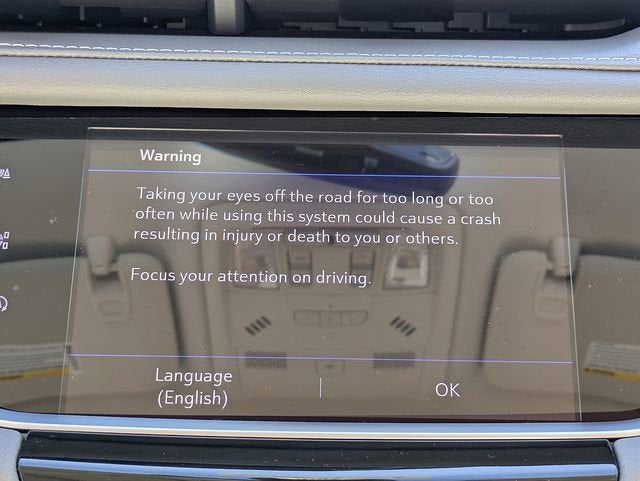 Warning
Taking your eyes off the road for too long or too
often while using this system could cause a crash
resulting in injury or death to you or others.
Focus your attention on driving.
Language
(English)
OK